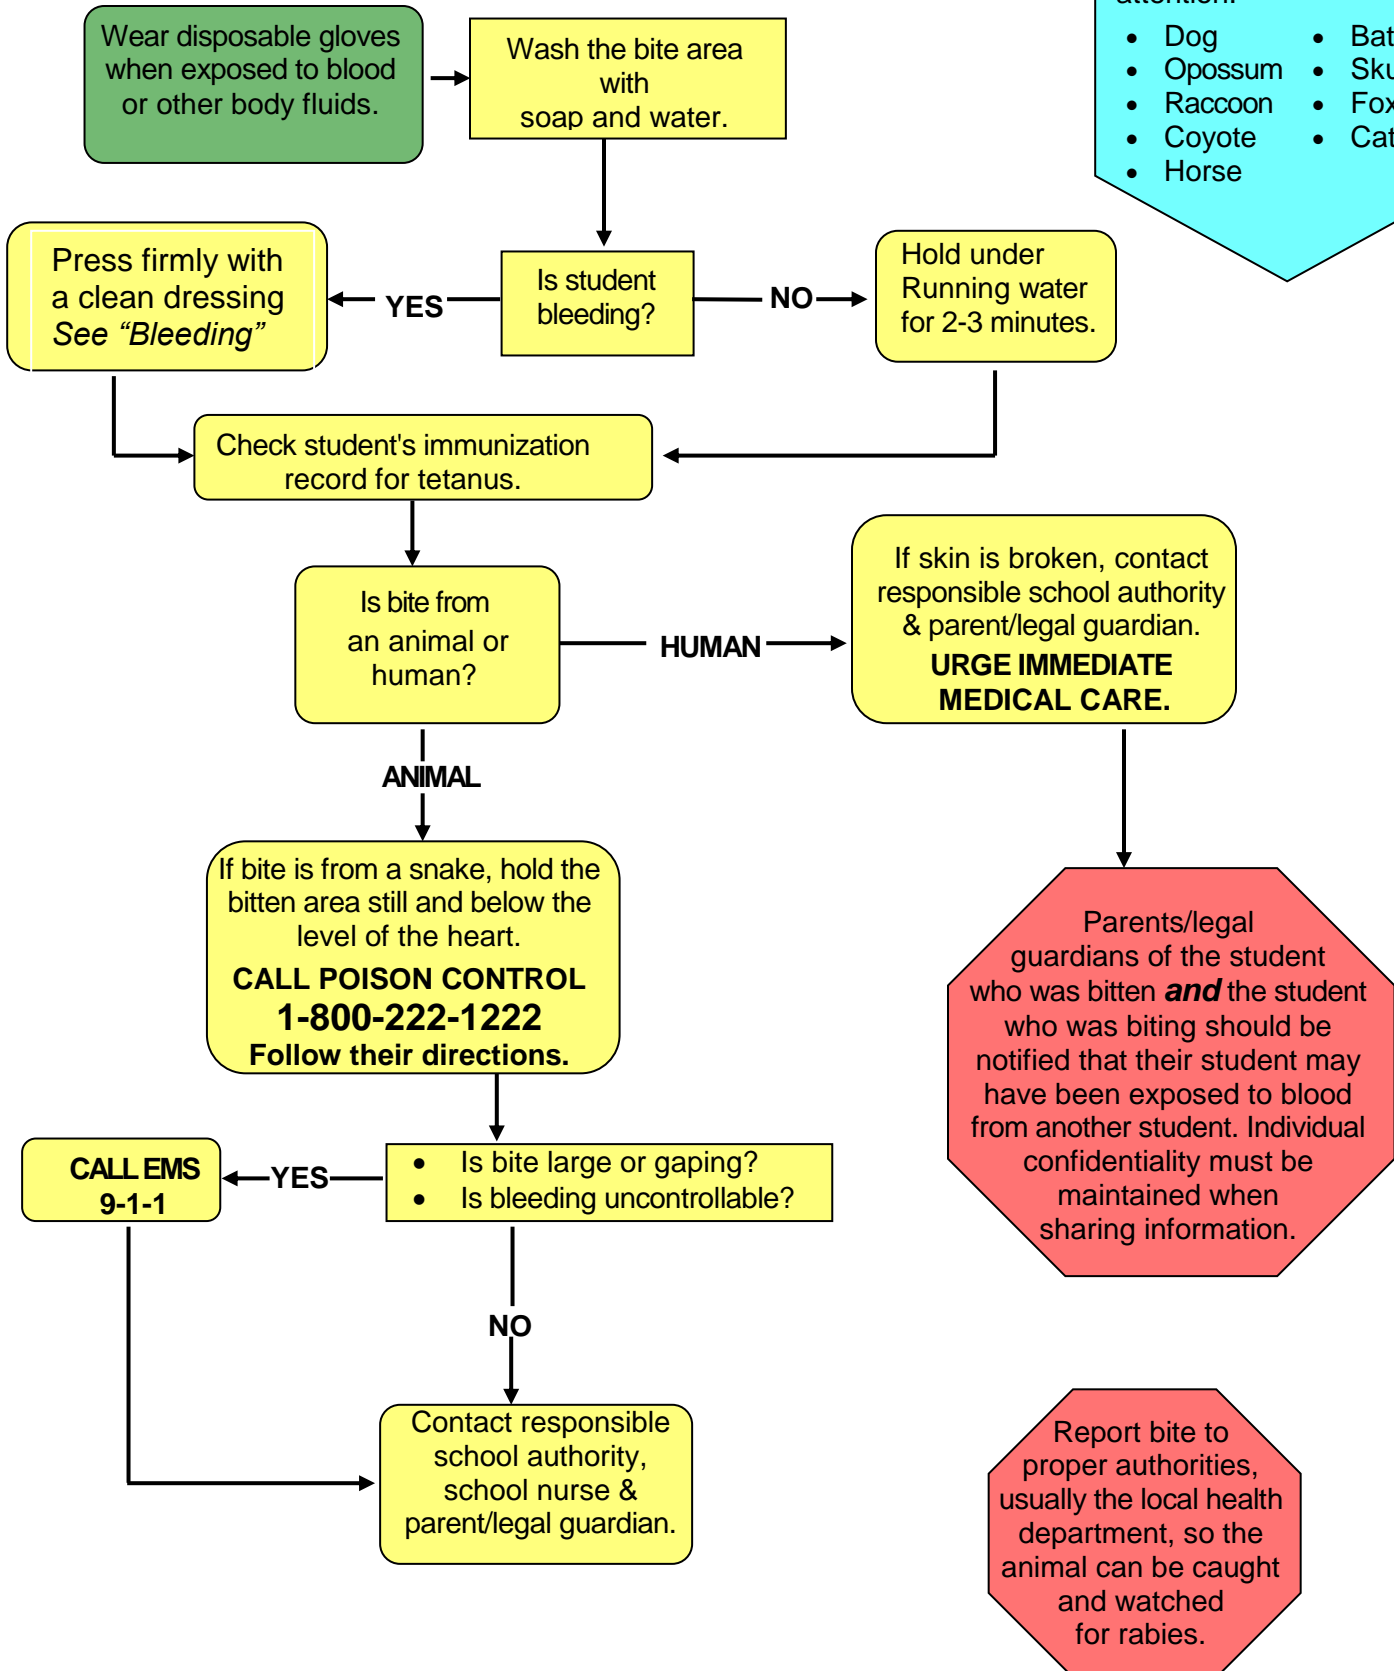 attention:
Wear disposable gloves
when exposed to blood
or other body fluids.
Wash the bite area
with
soap and water.
• Dog
• Opossum
• Raccoon
• Coyote
• Horse
• Bat
•
• Fox
• Cat
Press firmly with
a clean dressing
See “Bleeding”
YES
Is student
bleeding?
NO
Hold under
Running water
for 2-3 minutes.
Check student's immunization
record for tetanus.
Is bite from
an animal or
human?
HUMAN
If skin is broken, contact
responsible school authority
& parent/legal guardian.
URGE IMMEDIATE
MEDICAL CARE.
ANIMAL
If bite is from a snake, hold the
bitten area still and below the
level of the heart.
CALL POISON CONTROL
1-800-222-1222
Follow their directions.
Parents/legal
guardians of the student
who was bitten and the student
who was biting should be
notified that their student may
have been exposed to blood
from another student. Individual
confidentiality must be
maintained when
sharing information.
CALL EMS
9-1-1
YES
• Is bite large or gaping?
• Is bleeding uncontrollable?
NO
Contact responsible
school authority,
school nurse &
parent/legal guardian.
Report bite to
proper authorities,
usually the local health
department, so the
animal can be caught
and watched
for rabies.